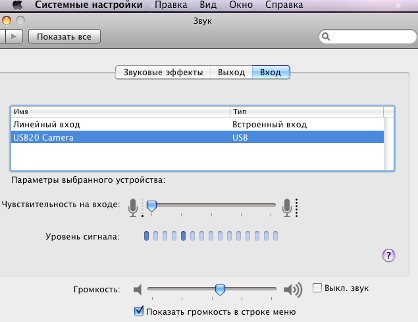 Системные настройки Правка Вид Окно Справка
Звук
Показать все
Звуковые эффекты Выход Вход
Имя Тип
Линейный вход Встроенный вход
USB20 Camera USB
Параметры выбранного устройства:
Чувствительность на входе:
Уровень сигнала:
?
Громкость: Выкл. звук
Показать громкость в строке меню